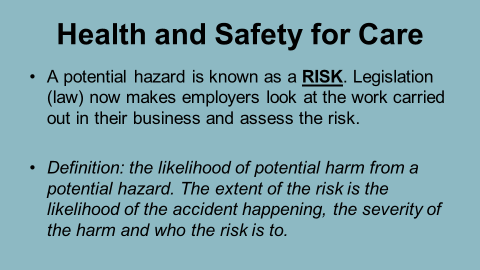 Health and Safety for Care
• A potential hazard is known as a RISK. Legislation
(law) now makes employers look at the work carried
out in their business and assess the risk.
• Definition: the likelihood of potential harm from a
potential hazard. The extent of the risk is the
likelihood of the accident happening, the severity of
the harm and who the risk is to.